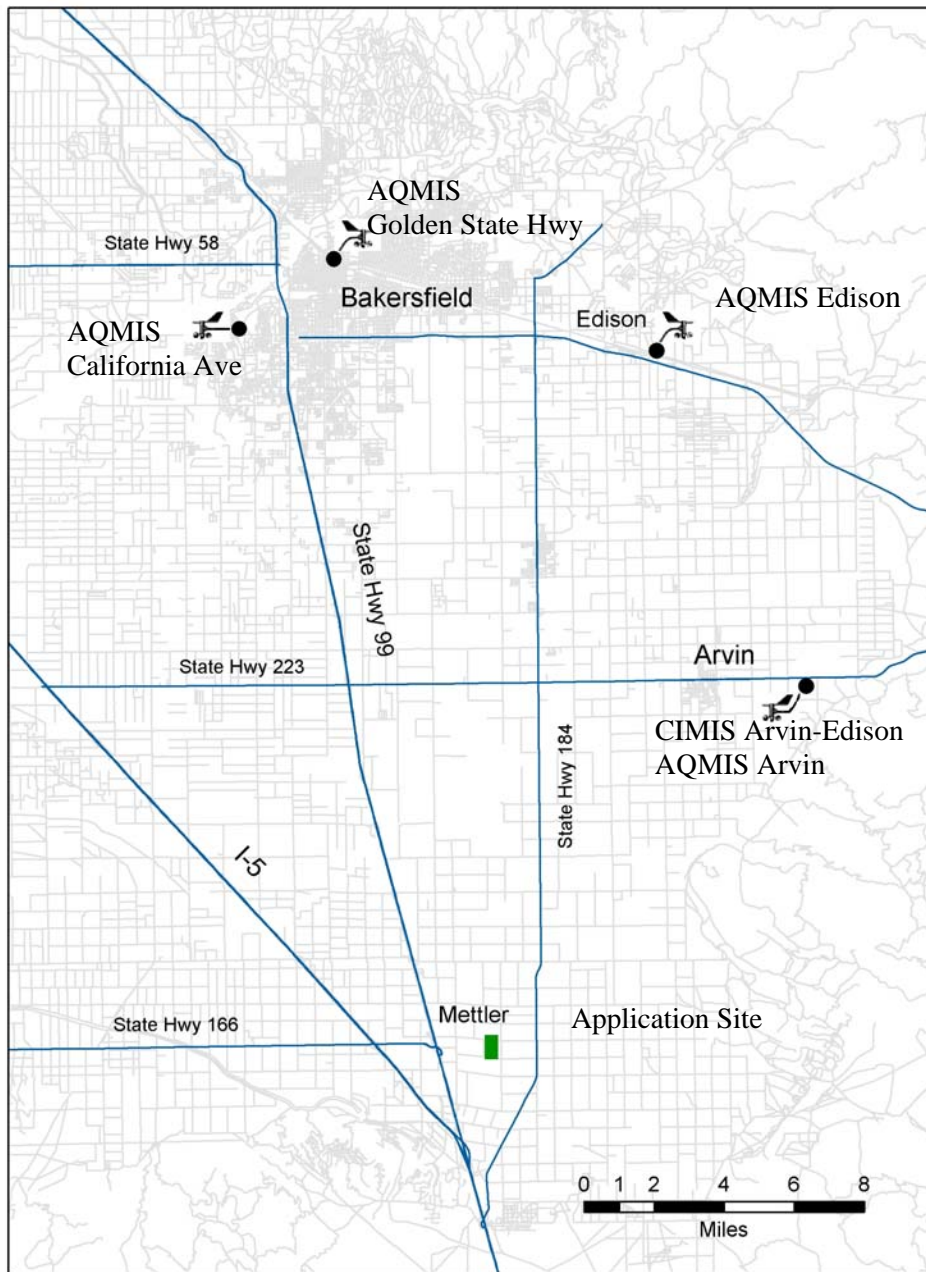 AQMIS
Golden State Hwy
State Hwy 58
Bakersfield
AQMIS Edison
Edison
AQMIS
California Ave
State Hwy 99
Arvin
State Hwy 223
CIMIS Arvin-Edison
AQMIS Arvin
State Hwy 184
I-5
Mettler
Application Site
State Hwy 166
0 1 2 4 6 8
Miles